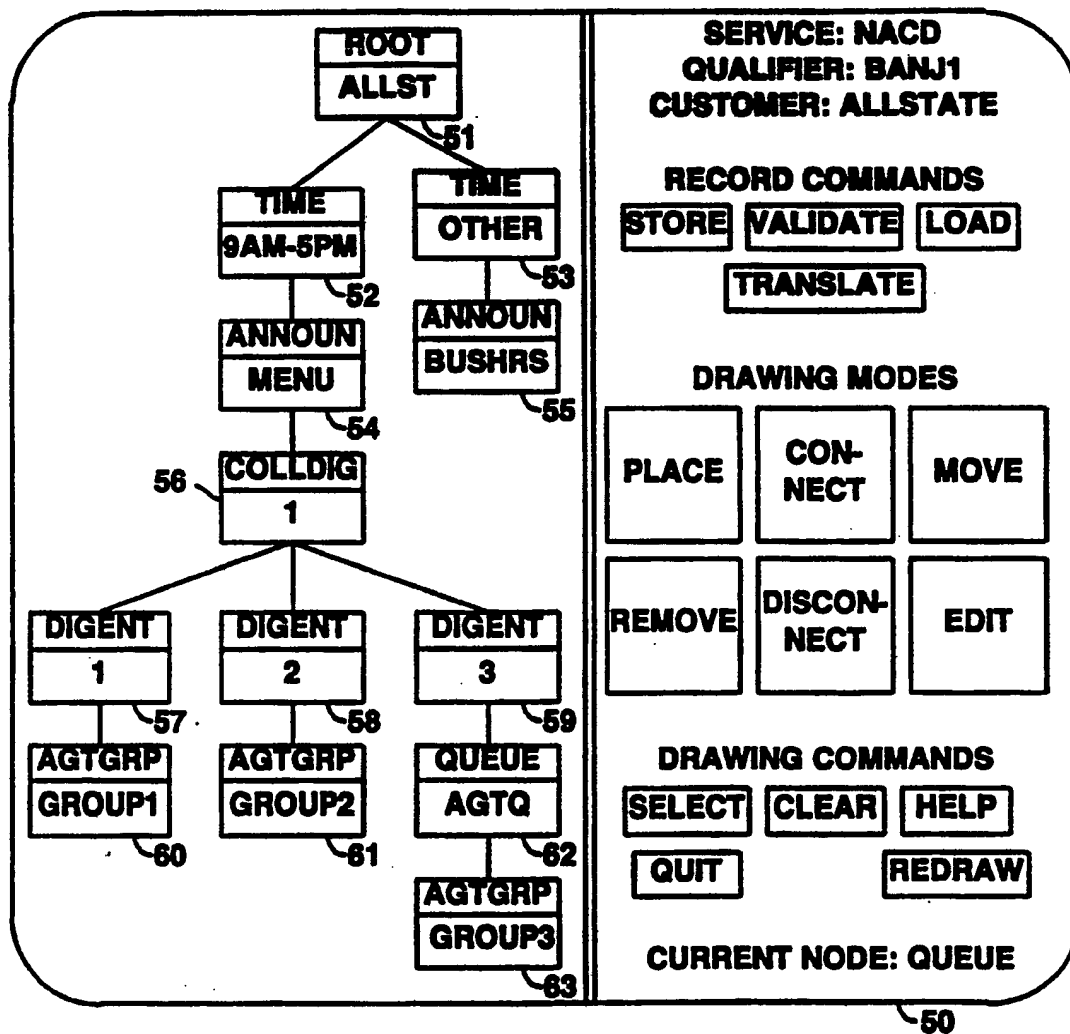 ROOT
ALLST
51
TIME
9AM-5PM
52
TIME
OTHER
53
ANNOUN
MENU
54
ANNOUN
BUSHRS
55
56
COLLDIG
1
DIGENT
1
57
DIGENT
2
58
DIGENT
3
59
AGTGRP
GROUP1
60
AGTGRP
GROUP2
61
QUEUE
AGTQ
62
AGTGRP
GROUP3
63
SERVICE: NACD
QUALIFIER: BANJ1
CUSTOMER: ALLSTATE
RECORD COMMANDS
STORE VALIDATE LOAD
TRANSLATE
DRAWING MODES
PLACE
CON-
NECT
MOVE
REMOVE
DISCON-
NECT
EDIT
DRAWING COMMANDS
SELECT CLEAR HELP
QUIT REDRAW
CURRENT NODE: QUEUE
50